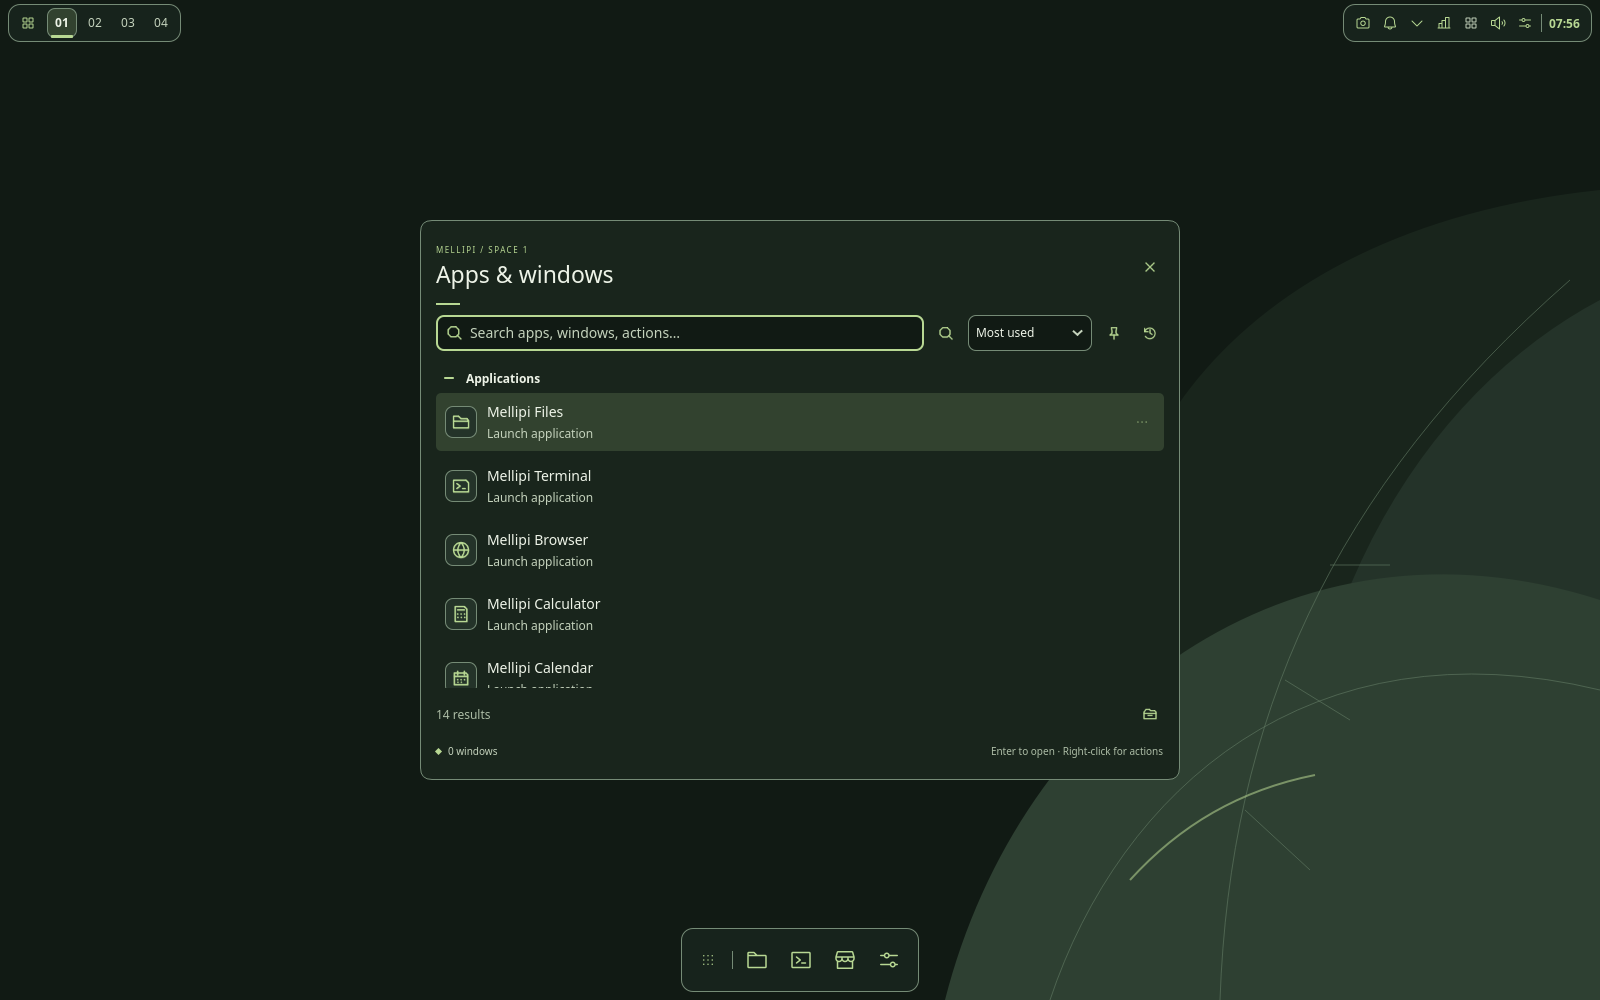 01 02 03 04
07:56
MELLIPI / SPACE 1
Apps & windows
Search apps, windows, actions...
Most used
Applications
Mellipi Files
Launch application
Mellipi Terminal
Launch application
Mellipi Browser
Launch application
Mellipi Calculator
Launch application
Mellipi Calendar
Launch application
14 results
0 windows
Enter to open · Right-click for actions